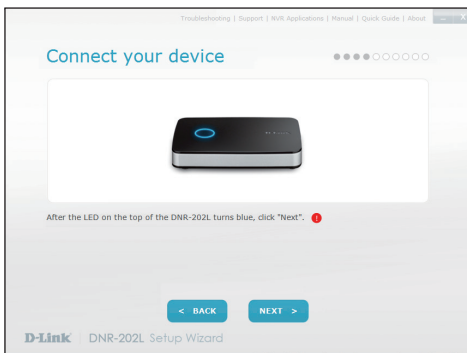 Troubleshooting | Support | NVR Applications | Manual | Quick Guide | About
Connect your device
D-Link
After the LED on the top of the DNR-202L turns blue, click "Next". !
< BACK NEXT >
D-Link DNR-202L Setup Wizard